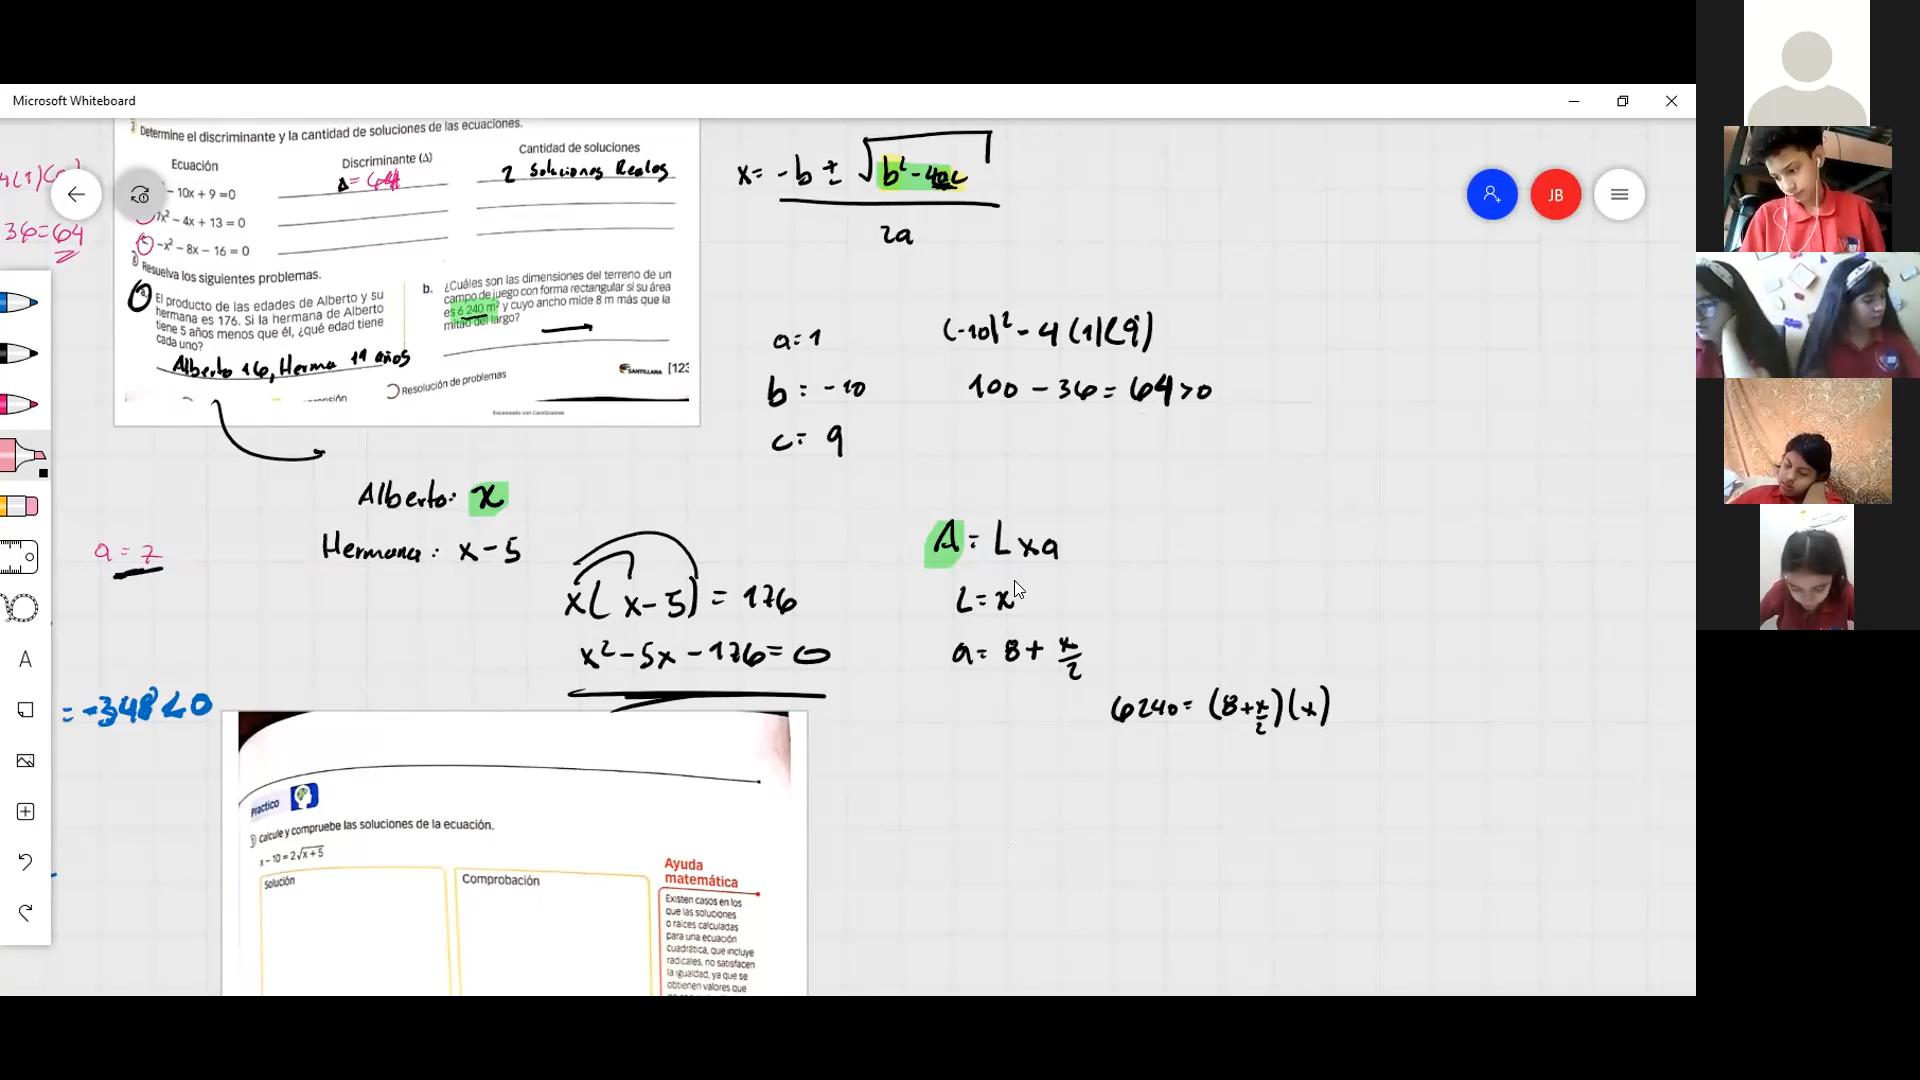 Microsoft Whiteboard
Determine el discriminante y la cantidad de soluciones de las ecuaciones.
Ecuación
Discriminante (Δ)
Cantidad de soluciones
- 10x + 9 = 0
Δ = 64
2 Soluciones Reales
7x² - 4x + 13 = 0
-x² - 8x - 16 = 0
36=64
Resuelva los siguientes problemas.
a.
El producto de las edades de Alberto y su
hermana es 176. Si la hermana de Alberto
tiene 5 años menos que él, ¿qué edad tiene
cada uno?
Alberto 16, Herma 11 años
b.
¿Cuáles son las dimensiones del terreno de un
campo de juego con forma rectangular si su área
es 6 240 m² y cuyo ancho mide 8 m más que la
mitad del largo?
SANTILLANA
[123
Resolución de problemas
Escaneado con CamScanner
x= -b ± √b² - 4ac
2a
a=1
b = -10
c= 9
(-10)² - 4(1)(9)
100 - 36 = 64>0
Alberto: x
Hermana: x-5
x(x-5) = 176
x²-5x-176=0
a = 7
= -348<0
A = L x a
L = x
a = 8 + x/2
6240 = (8+x/2)(x)
Practico
Calcule y compruebe las soluciones de la ecuación.
x - 10 = 2√x + 5
Solución
Comprobación
Ayuda
matemática
Existen casos en los
que las soluciones
o raíces calculadas
para una ecuación
cuadrática, que incluye
radicales, no satisfacen
la igualdad, ya que se
obtienen valores que
JB
A